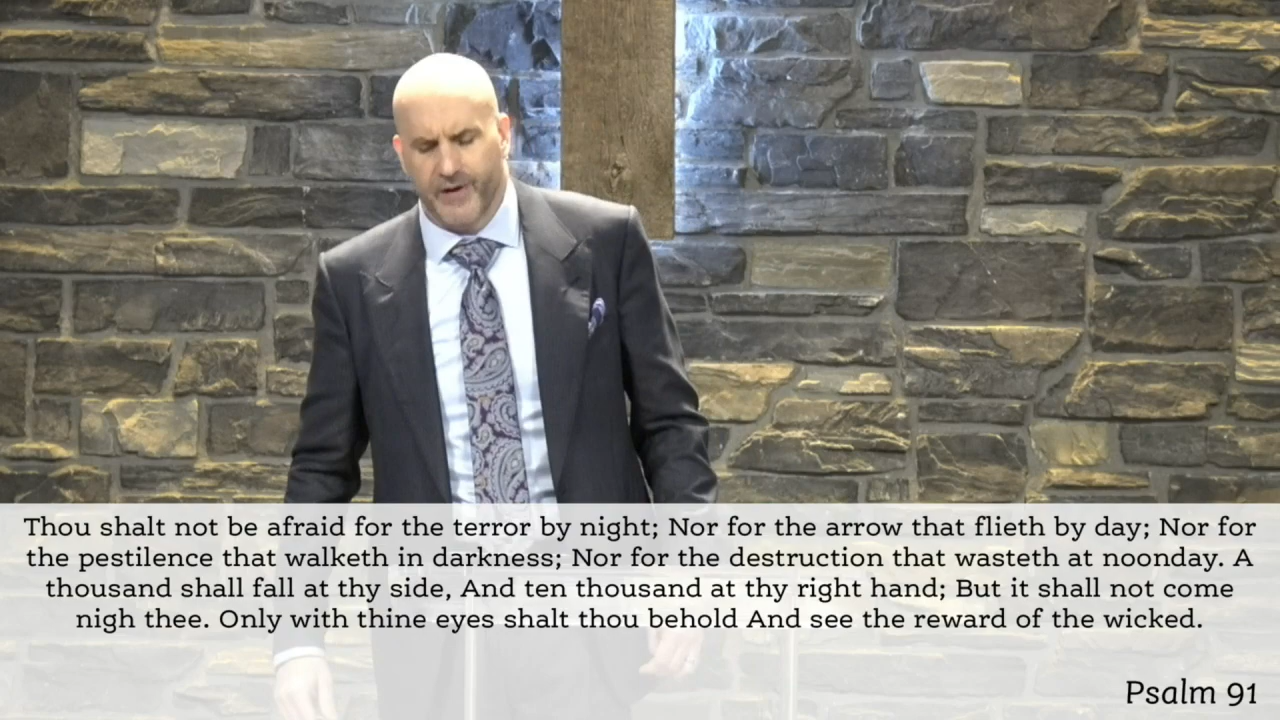 Thou shalt not be afraid for the terror by night; Nor for the arrow that flieth by day; Nor for
the pestilence that walketh in darkness; Nor for the destruction that wasteth at noonday. A
thousand shall fall at thy side, And ten thousand at thy right hand; But it shall not come
nigh thee. Only with thine eyes shalt thou behold And see the reward of the wicked.
Psalm 91